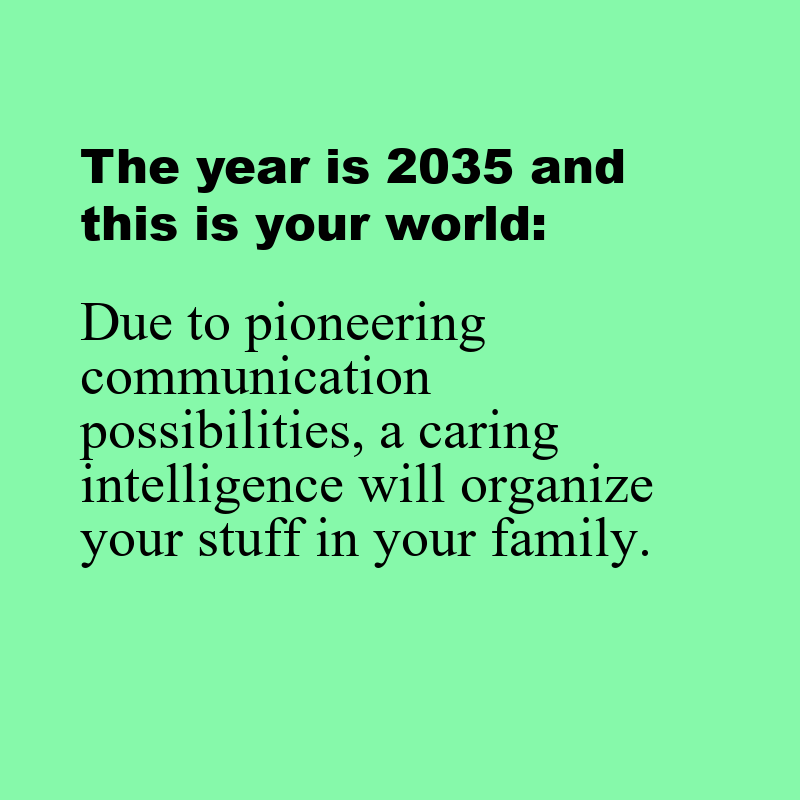 The year is 2035 and
this is your world:
Due to pioneering
communication
possibilities, a caring
intelligence will organize
your stuff in your family.